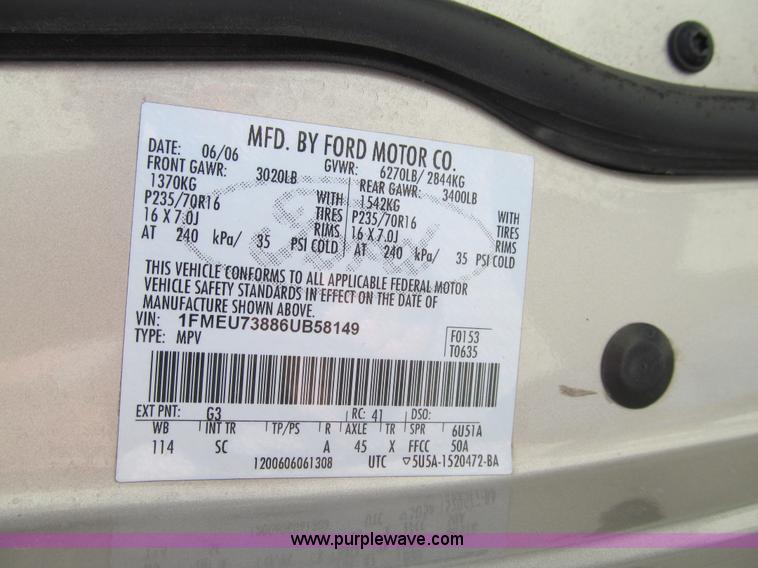 MFD. BY FORD MOTOR CO.
DATE: 06/06 GVWR: 6270LB/ 2844KG
FRONT GAWR: 3020LB REAR GAWR: 3400LB
1370KG WITH 1542KG WITH
P235/70R16 TIRES P235/70R16 TIRES
16 X 7.0J RIMS 16 X 7.0J RIMS
AT 240 kPa/ 35 PSI COLD AT 240 kPa/ 35 PSI COLD
Ford
THIS VEHICLE CONFORMS TO ALL APPLICABLE FEDERAL MOTOR
VEHICLE SAFETY STANDARDS IN EFFECT ON THE DATE OF
MANUFACTURE SHOWN ABOVE.
VIN: 1FMEU73886UB58149
TYPE: MPV
F0153
T0635
EXT PNT: G3 RC: 41 DSO:
WB INT TR TP/PS R AXLE TR SPR 6U51A
114 SC A 45 X FFCC 50A
1200606061308 UTC ▽5U5A-1520472-BA
www.purplewave.com